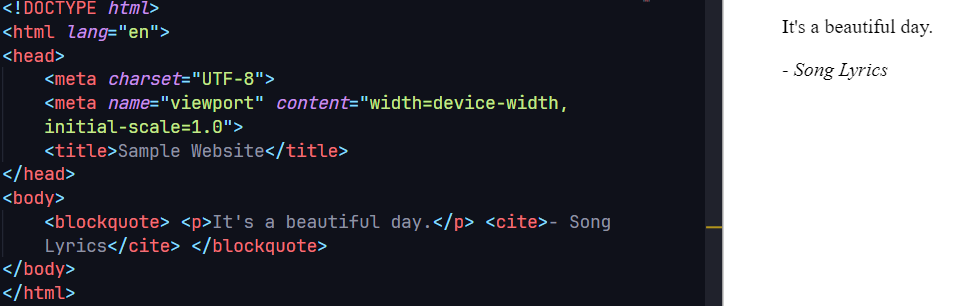 <!DOCTYPE html>
<html lang="en">
<head>
    <meta charset="UTF-8">
    <meta name="viewport" content="width=device-width,
    initial-scale=1.0">
    <title>Sample Website</title>
</head>
<body>
    <blockquote> <p>It's a beautiful day.</p> <cite>- Song
    Lyrics</cite> </blockquote>
</body>
</html>
It's a beautiful day.
- Song Lyrics